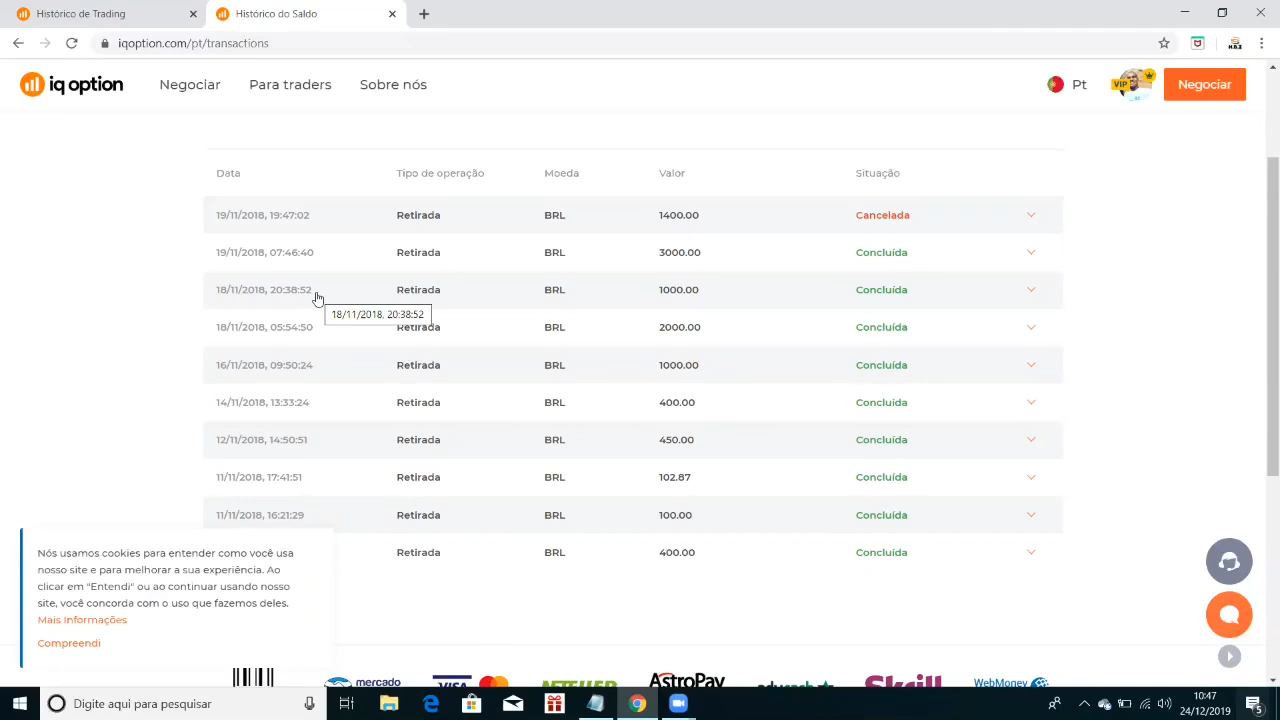 Histórico de Trading
Histórico do Saldo
iqoption.com/pt/transactions
iq option
Negociar
Para traders
Sobre nós
VIP
Pt
Negociar
Data Tipo de operação Moeda Valor Situação
19/11/2018, 19:47:02 Retirada BRL 1400.00 Cancelada
19/11/2018, 07:46:40 Retirada BRL 3000.00 Concluída
18/11/2018, 20:38:52 Retirada BRL 1000.00 Concluída
18/11/2018, 20:38:52
18/11/2018, 05:54:50 Retirada BRL 2000.00 Concluída
16/11/2018, 09:50:24 Retirada BRL 1000.00 Concluída
14/11/2018, 13:33:24 Retirada BRL 400.00 Concluída
12/11/2018, 14:50:51 Retirada BRL 450.00 Concluída
11/11/2018, 17:41:51 Retirada BRL 102.87 Concluída
11/11/2018, 16:21:29 Retirada BRL 100.00 Concluída
Retirada BRL 400.00 Concluída
Nós usamos cookies para entender como você usa
nosso site e para melhorar a sua experiência. Ao
clicar em "Entendi" ou ao continuar usando nosso
site, você concorda com o uso que fazemos deles.
Mais Informações
Compreendi
mercado
VISA
AstroPay
Skrill
WebMoney
Digite aqui para pesquisar
10:47
24/12/2019
5